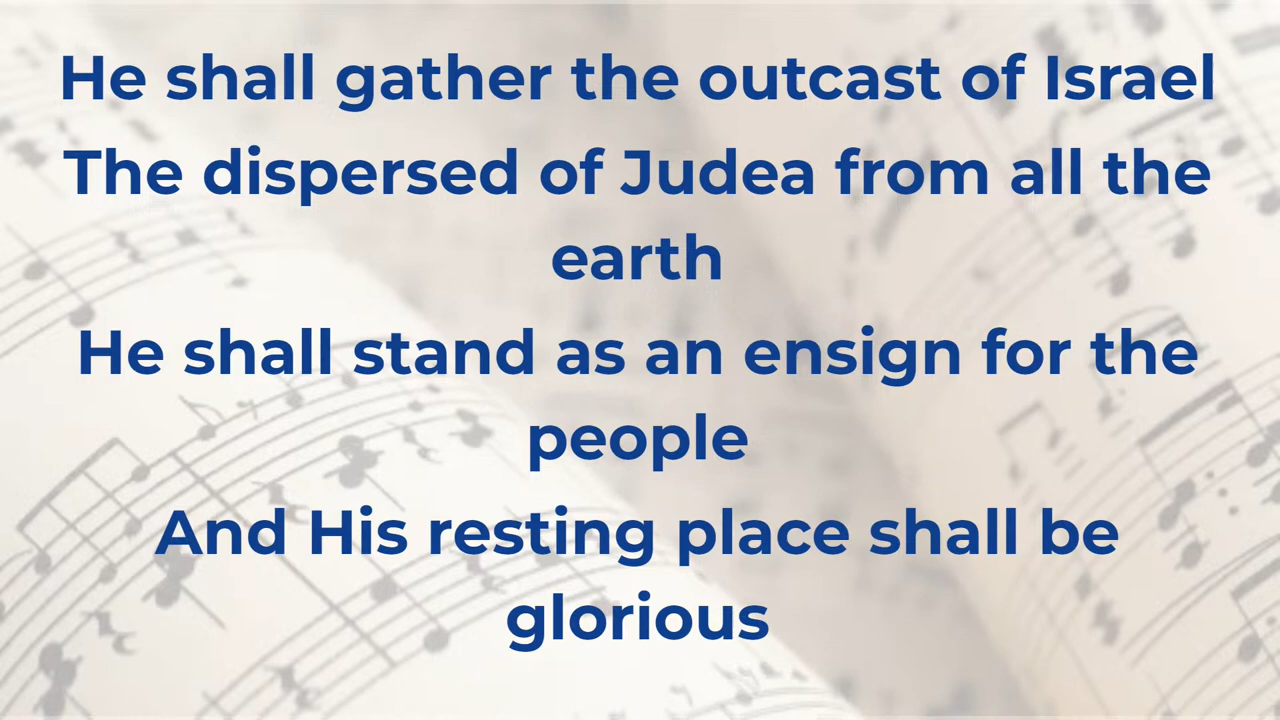 He shall gather the outcast of Israel
The dispersed of Judea from all the
earth
He shall stand as an ensign for the
people
And His resting place shall be
glorious